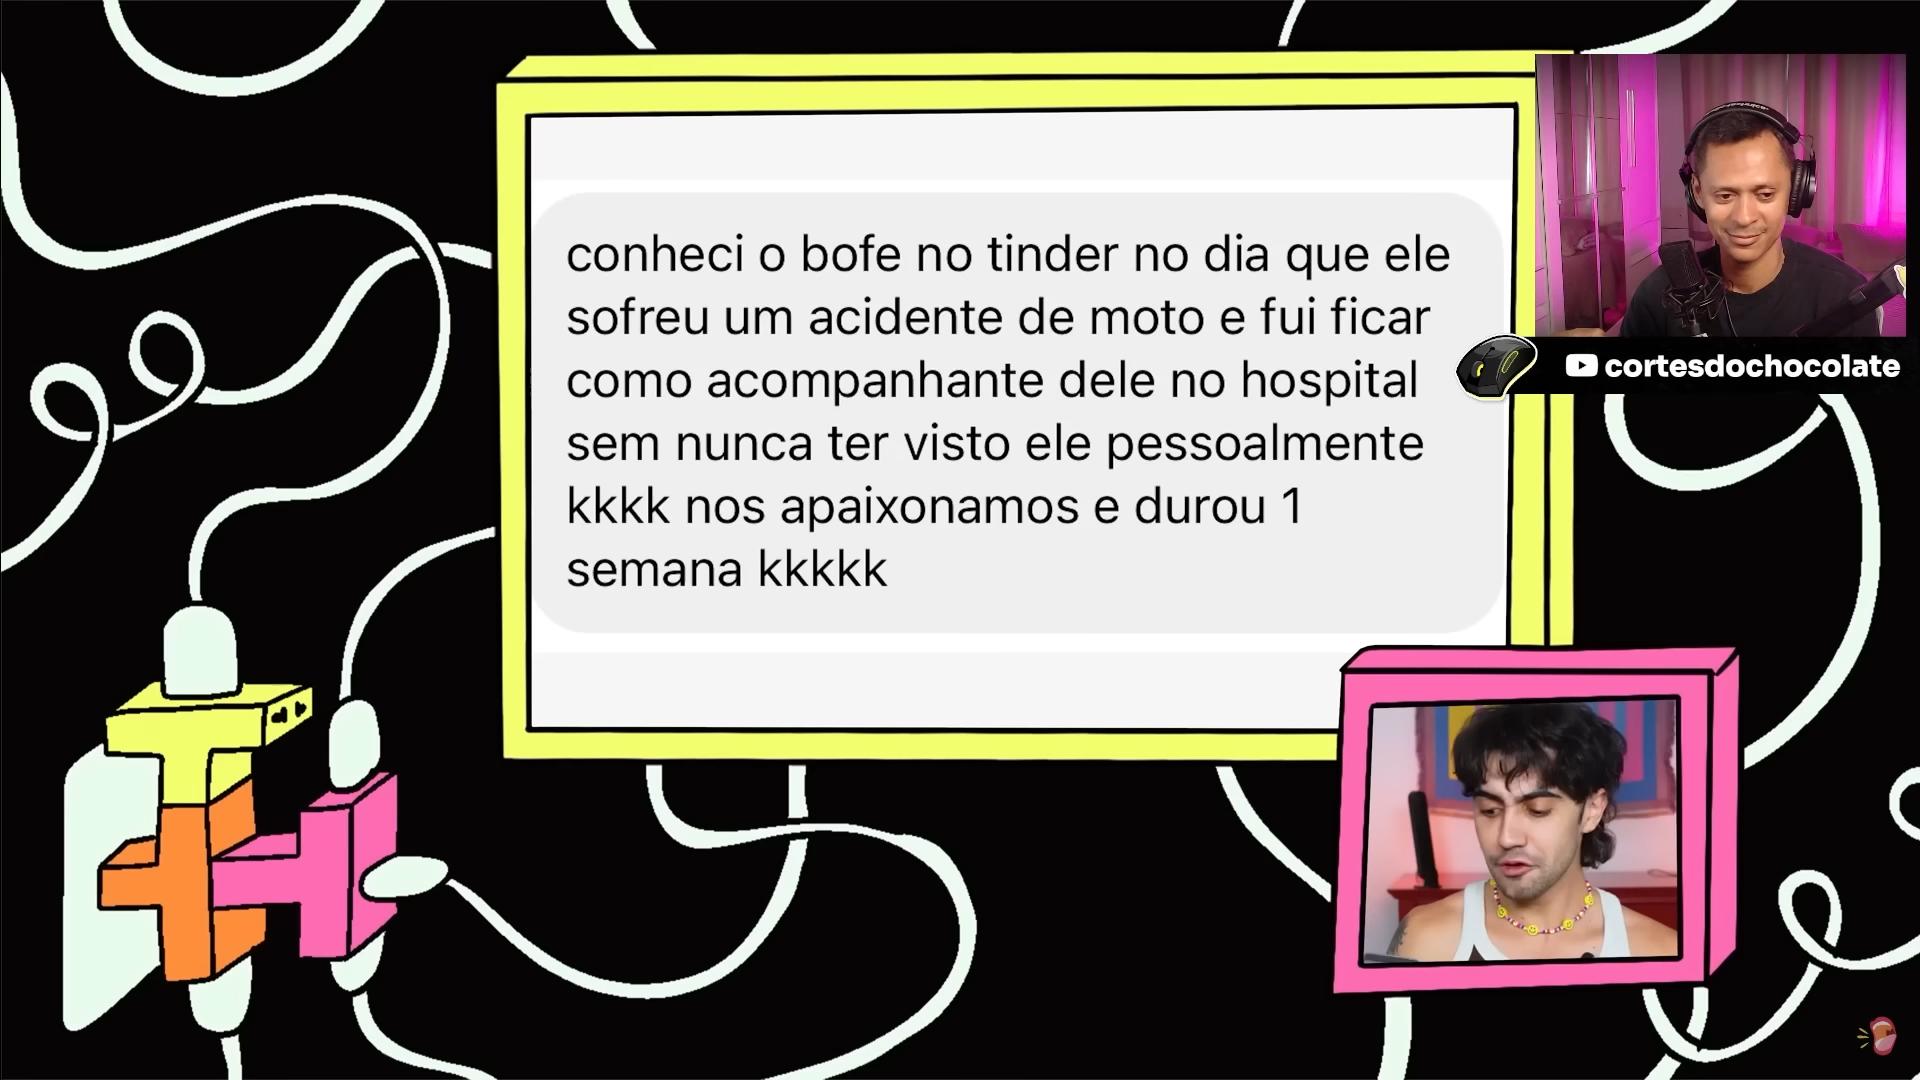 conheci o bofe no tinder no dia que ele
sofreu um acidente de moto e fui ficar
como acompanhante dele no hospital
sem nunca ter visto ele pessoalmente
kkkk nos apaixonamos e durou 1
semana kkkkk
cortesdochocolate